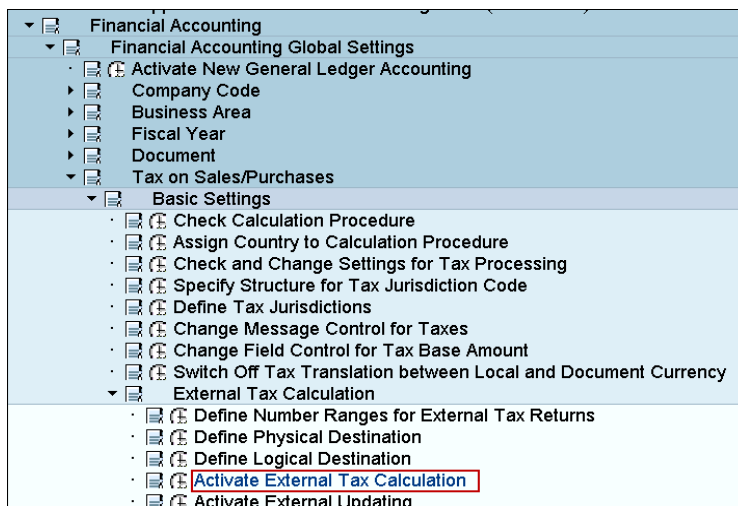 Financial Accounting
Financial Accounting Global Settings
Activate New General Ledger Accounting
Company Code
Business Area
Fiscal Year
Document
Tax on Sales/Purchases
Basic Settings
Check Calculation Procedure
Assign Country to Calculation Procedure
Check and Change Settings for Tax Processing
Specify Structure for Tax Jurisdiction Code
Define Tax Jurisdictions
Change Message Control for Taxes
Change Field Control for Tax Base Amount
Switch Off Tax Translation between Local and Document Currency
External Tax Calculation
Define Number Ranges for External Tax Returns
Define Physical Destination
Define Logical Destination
Activate External Tax Calculation
Activate External Updating